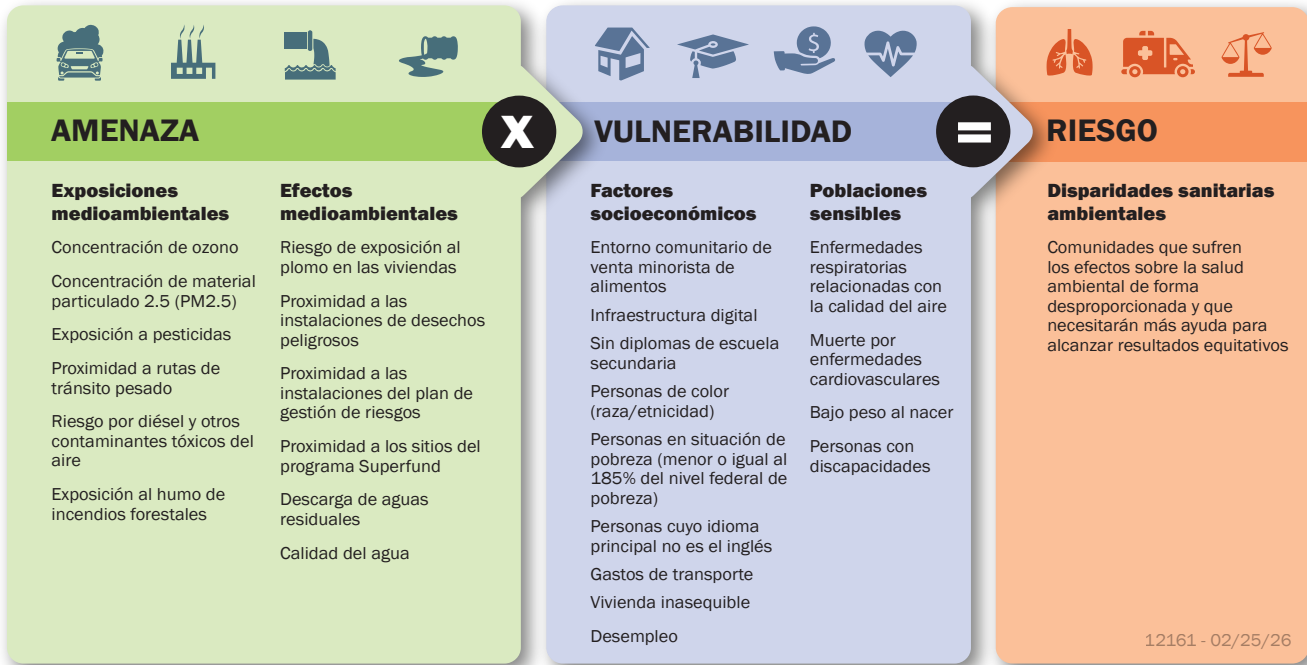 AMENAZA
X
VULNERABILIDAD
=
RIESGO
Exposiciones
medioambientales
Concentración de ozono
Concentración de material
particulado 2.5 (PM2.5)
Exposición a pesticidas
Proximidad a rutas de
tránsito pesado
Riesgo por diésel y otros
contaminantes tóxicos del
aire
Exposición al humo de
incendios forestales
Efectos
medioambientales
Riesgo de exposición al
plomo en las viviendas
Proximidad a las
instalaciones de desechos
peligrosos
Proximidad a las
instalaciones del plan de
gestión de riesgos
Proximidad a los sitios del
programa Superfund
Descarga de aguas
residuales
Calidad del agua
Factores
socioeconómicos
Entorno comunitario de
venta minorista de
alimentos
Infraestructura digital
Sin diplomas de escuela
secundaria
Personas de color
(raza/etnicidad)
Personas en situación de
pobreza (menor o igual al
185% del nivel federal de
pobreza)
Personas cuyo idioma
principal no es el inglés
Gastos de transporte
Vivienda inasequible
Desempleo
Poblaciones
sensibles
Enfermedades
respiratorias
relacionadas con
la calidad del aire
Muerte por
enfermedades
cardiovasculares
Bajo peso al nacer
Personas con
discapacidades
Disparidades sanitarias
ambientales
Comunidades que sufren
los efectos sobre la salud
ambiental de forma
desproporcionada y que
necesitarán más ayuda para
alcanzar resultados equitativos
$
12161 - 02/25/26